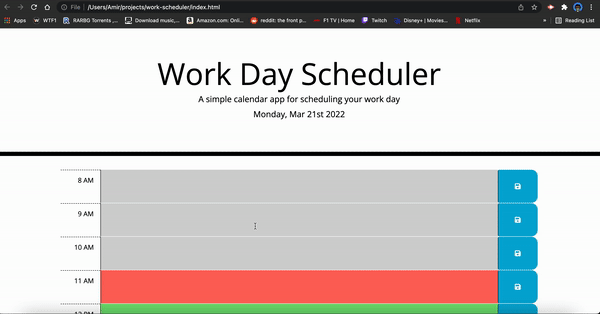 File | /Users/Amir/projects/work-scheduler/index.html
Apps W WTF1 RARBG Torrents ,... Download music,... Amazon.com: Onli... reddit: the front p... F1 TV | Home Twitch Disney+ | Movies... Netflix » Reading List
Work Day Scheduler
A simple calendar app for scheduling your work day
Monday, Mar 21st 2022
8 AM
9 AM
10 AM
11 AM